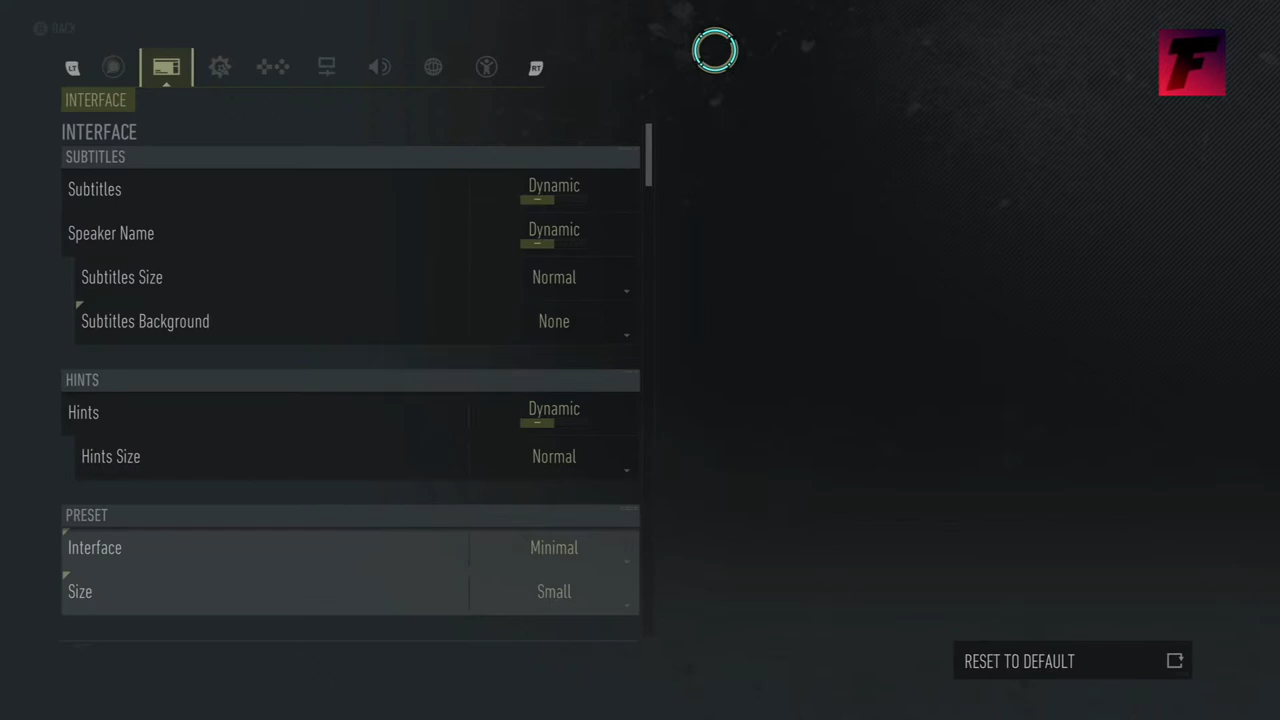 BACK
LT
RT
INTERFACE
INTERFACE
SUBTITLES
Subtitles Dynamic
Speaker Name Dynamic
Subtitles Size Normal
Subtitles Background None
HINTS
Hints Dynamic
Hints Size Normal
PRESET
Interface Minimal
Size Small
RESET TO DEFAULT
F